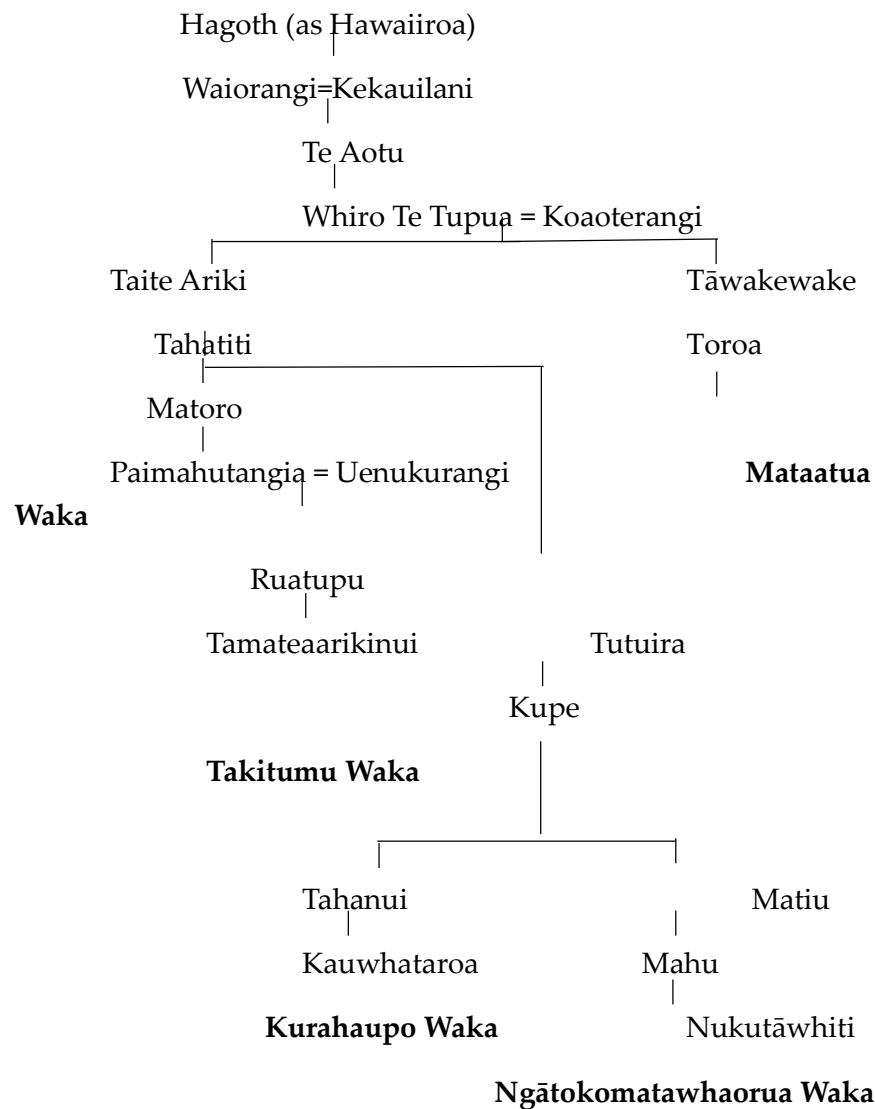 Hagoth (as Hawaiiroa)
Waiorangi=Kekauilani
Te Aotu
Whiro Te Tupua = Koaoterangi
Taite Ariki Tāwakewake
Tahatiti Toroa
Matoro
Paimahutangia = Uenukurangi Mataatua
Waka
Ruatupu
Tamateaarikinui Tutuira
Kupe
Takitumu Waka
Tahanui Matiu
Kauwhataroa Mahu
Kurahaupo Waka Nukutāwhiti
Ngātokomatawhaorua Waka